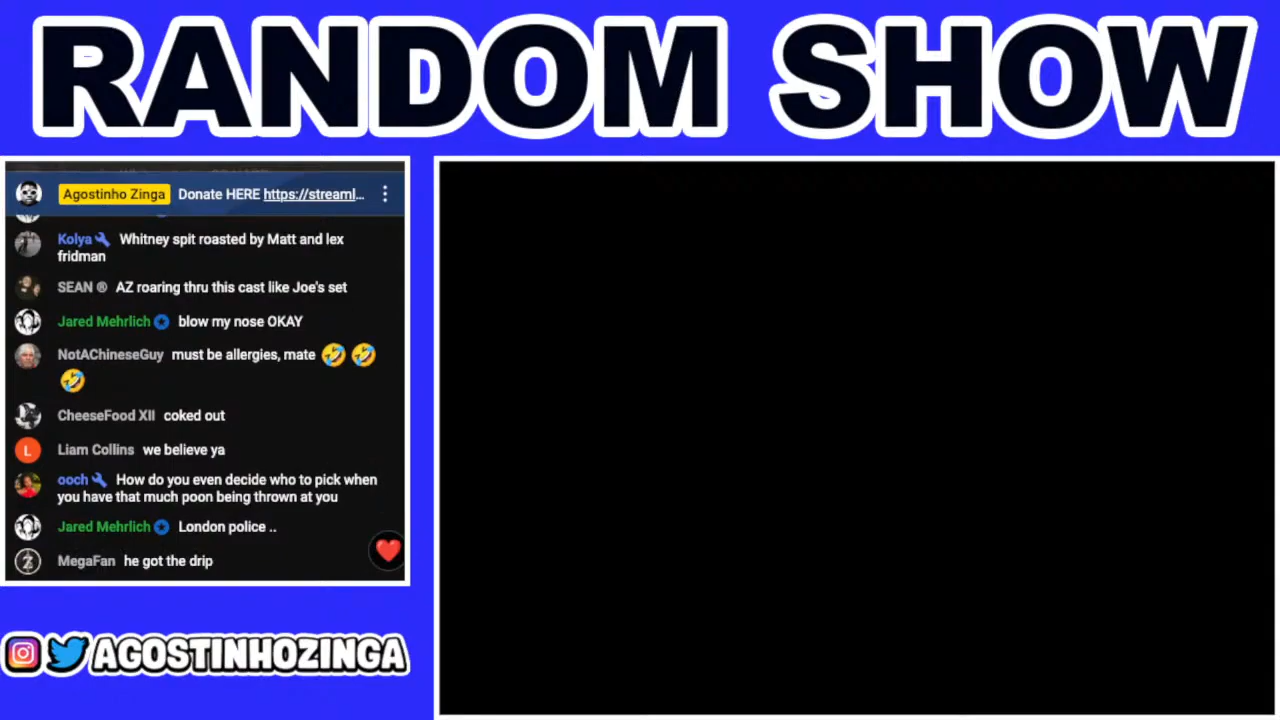 RANDOM SHOW
Agostinho Zinga Donate HERE https://streaml...
Kolya Whitney spit roasted by Matt and lex
fridman
SEAN ® AZ roaring thru this cast like Joe's set
Jared Mehrlich blow my nose OKAY
NotAChineseGuy must be allergies, mate 🤣 🤣
🤣
CheeseFood XII coked out
L Liam Collins we believe ya
ooch How do you even decide who to pick when
you have that much poon being thrown at you
Jared Mehrlich London police ..
MegaFan he got the drip
AGOSTINHOZINGA